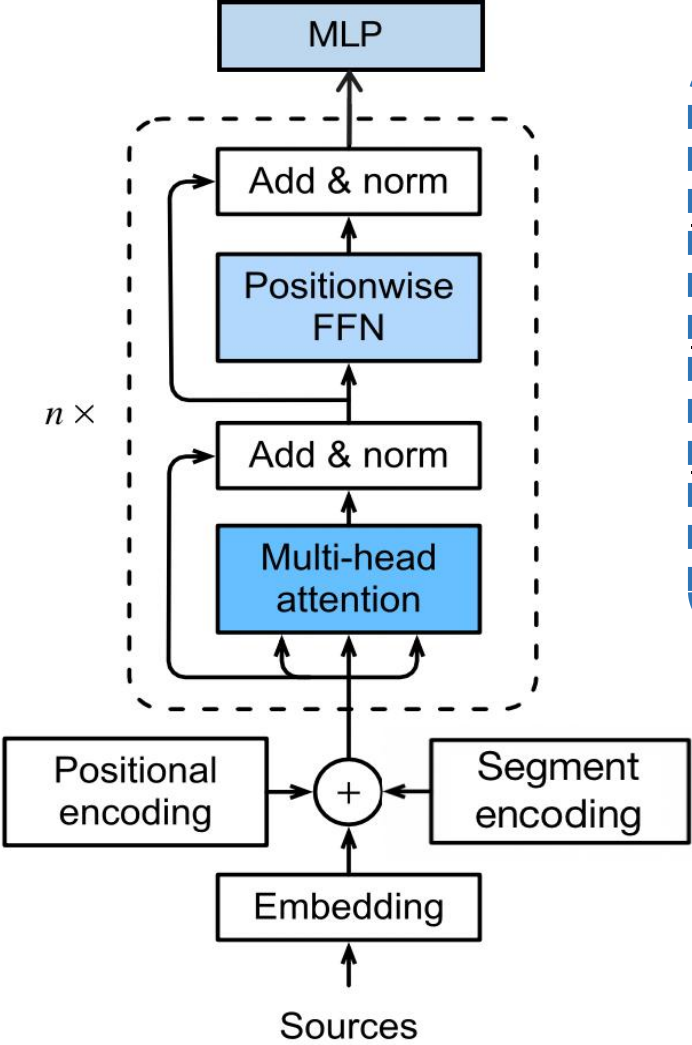 MLP
Add & norm
Positionwise
FFN
n ×
Add & norm
Multi-head
attention
Positional
encoding
+
Segment
encoding
Embedding
Sources